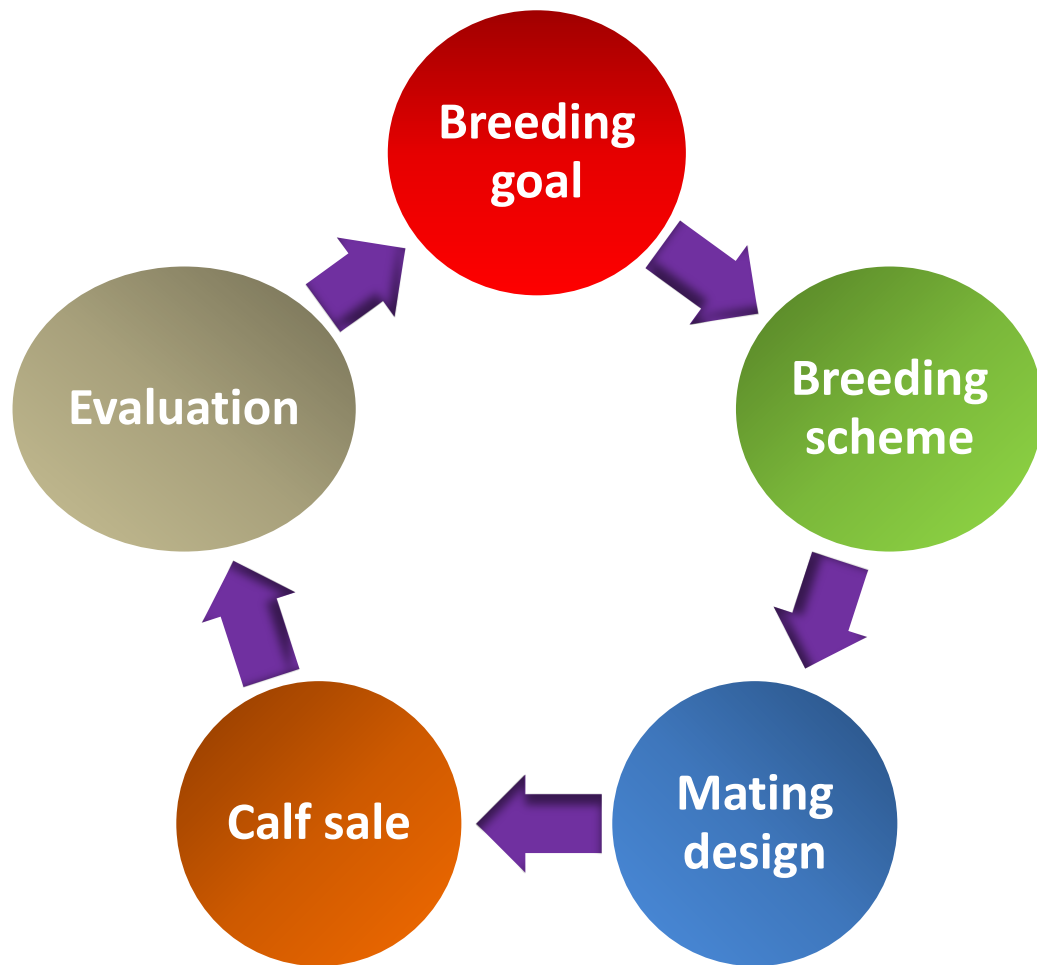 Breeding
goal
Breeding
scheme
Mating
design
Calf sale
Evaluation